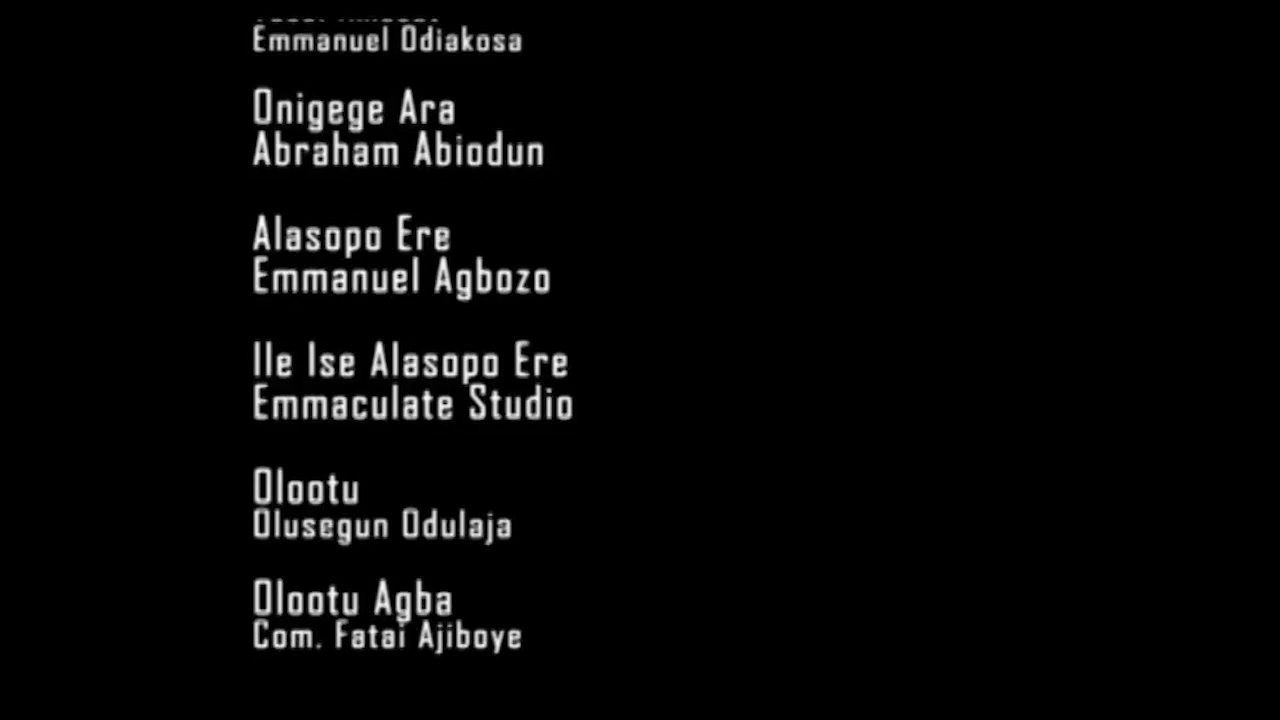 Emmanuel Odiakosa
Onigege Ara
Abraham Abiodun
Alasopo Ere
Emmanuel Agbozo
Ile Ise Alasopo Ere
Emmaculate Studio
Olootu
Olusegun Odulaja
Olootu Agba
Com. Fatai Ajiboye